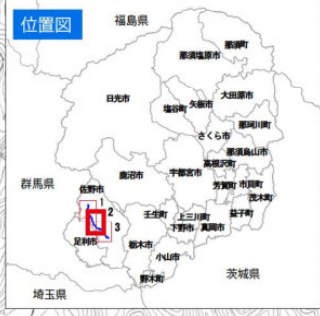 位置図
福島県
那須町
那須塩原市
日光市
大田原市
矢板市
塩谷町
那珂川町
さくら市
那須烏山市
高根沢町
宇都宮市
鹿沼市
群馬県
佐野市
芳賀町
市貝町
茂木町
1
2
壬生町
上三川町
益子町
3
下野市
真岡市
足利市
栃木市
小山市
野木町
茨城県
埼玉県